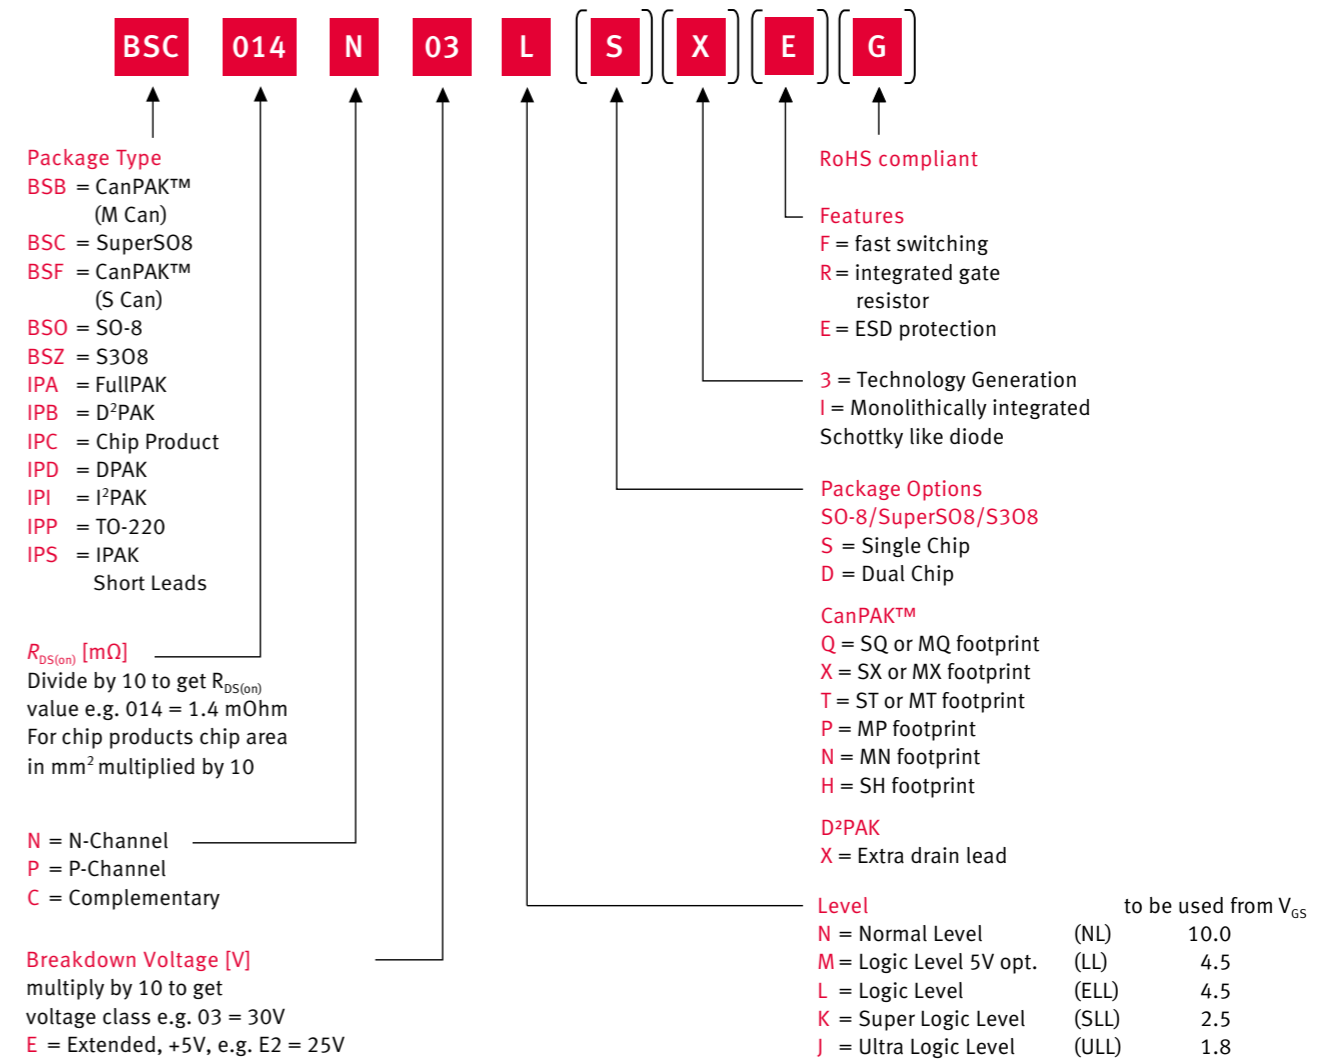 BSC 014 N 03 L (S) (X) (E) (G)
Package Type
BSB = CanPAK™
(M Can)
BSC = SuperSO8
BSF = CanPAK™
(S Can)
BSO = SO-8
BSZ = S3O8
IPA = FullPAK
IPB = D²PAK
IPC = Chip Product
IPD = DPAK
IPI = I²PAK
IPP = TO-220
IPS = IPAK
Short Leads
RDS(on) [mΩ]
Divide by 10 to get RDS(on)
value e.g. 014 = 1.4 mOhm
For chip products chip area
in mm² multiplied by 10
N = N-Channel
P = P-Channel
C = Complementary
Breakdown Voltage [V]
multiply by 10 to get
voltage class e.g. 03 = 30V
E = Extended, +5V, e.g. E2 = 25V
RoHS compliant
Features
F = fast switching
R = integrated gate
resistor
E = ESD protection
3 = Technology Generation
I = Monolithically integrated
Schottky like diode
Package Options
SO-8/SuperSO8/S3O8
S = Single Chip
D = Dual Chip
CanPAK™
Q = SQ or MQ footprint
X = SX or MX footprint
T = ST or MT footprint
P = MP footprint
N = MN footprint
H = SH footprint
D²PAK
X = Extra drain lead
Level to be used from VGS
N = Normal Level (NL) 10.0
M = Logic Level 5V opt. (LL) 4.5
L = Logic Level (ELL) 4.5
K = Super Logic Level (SLL) 2.5
J = Ultra Logic Level (ULL) 1.8